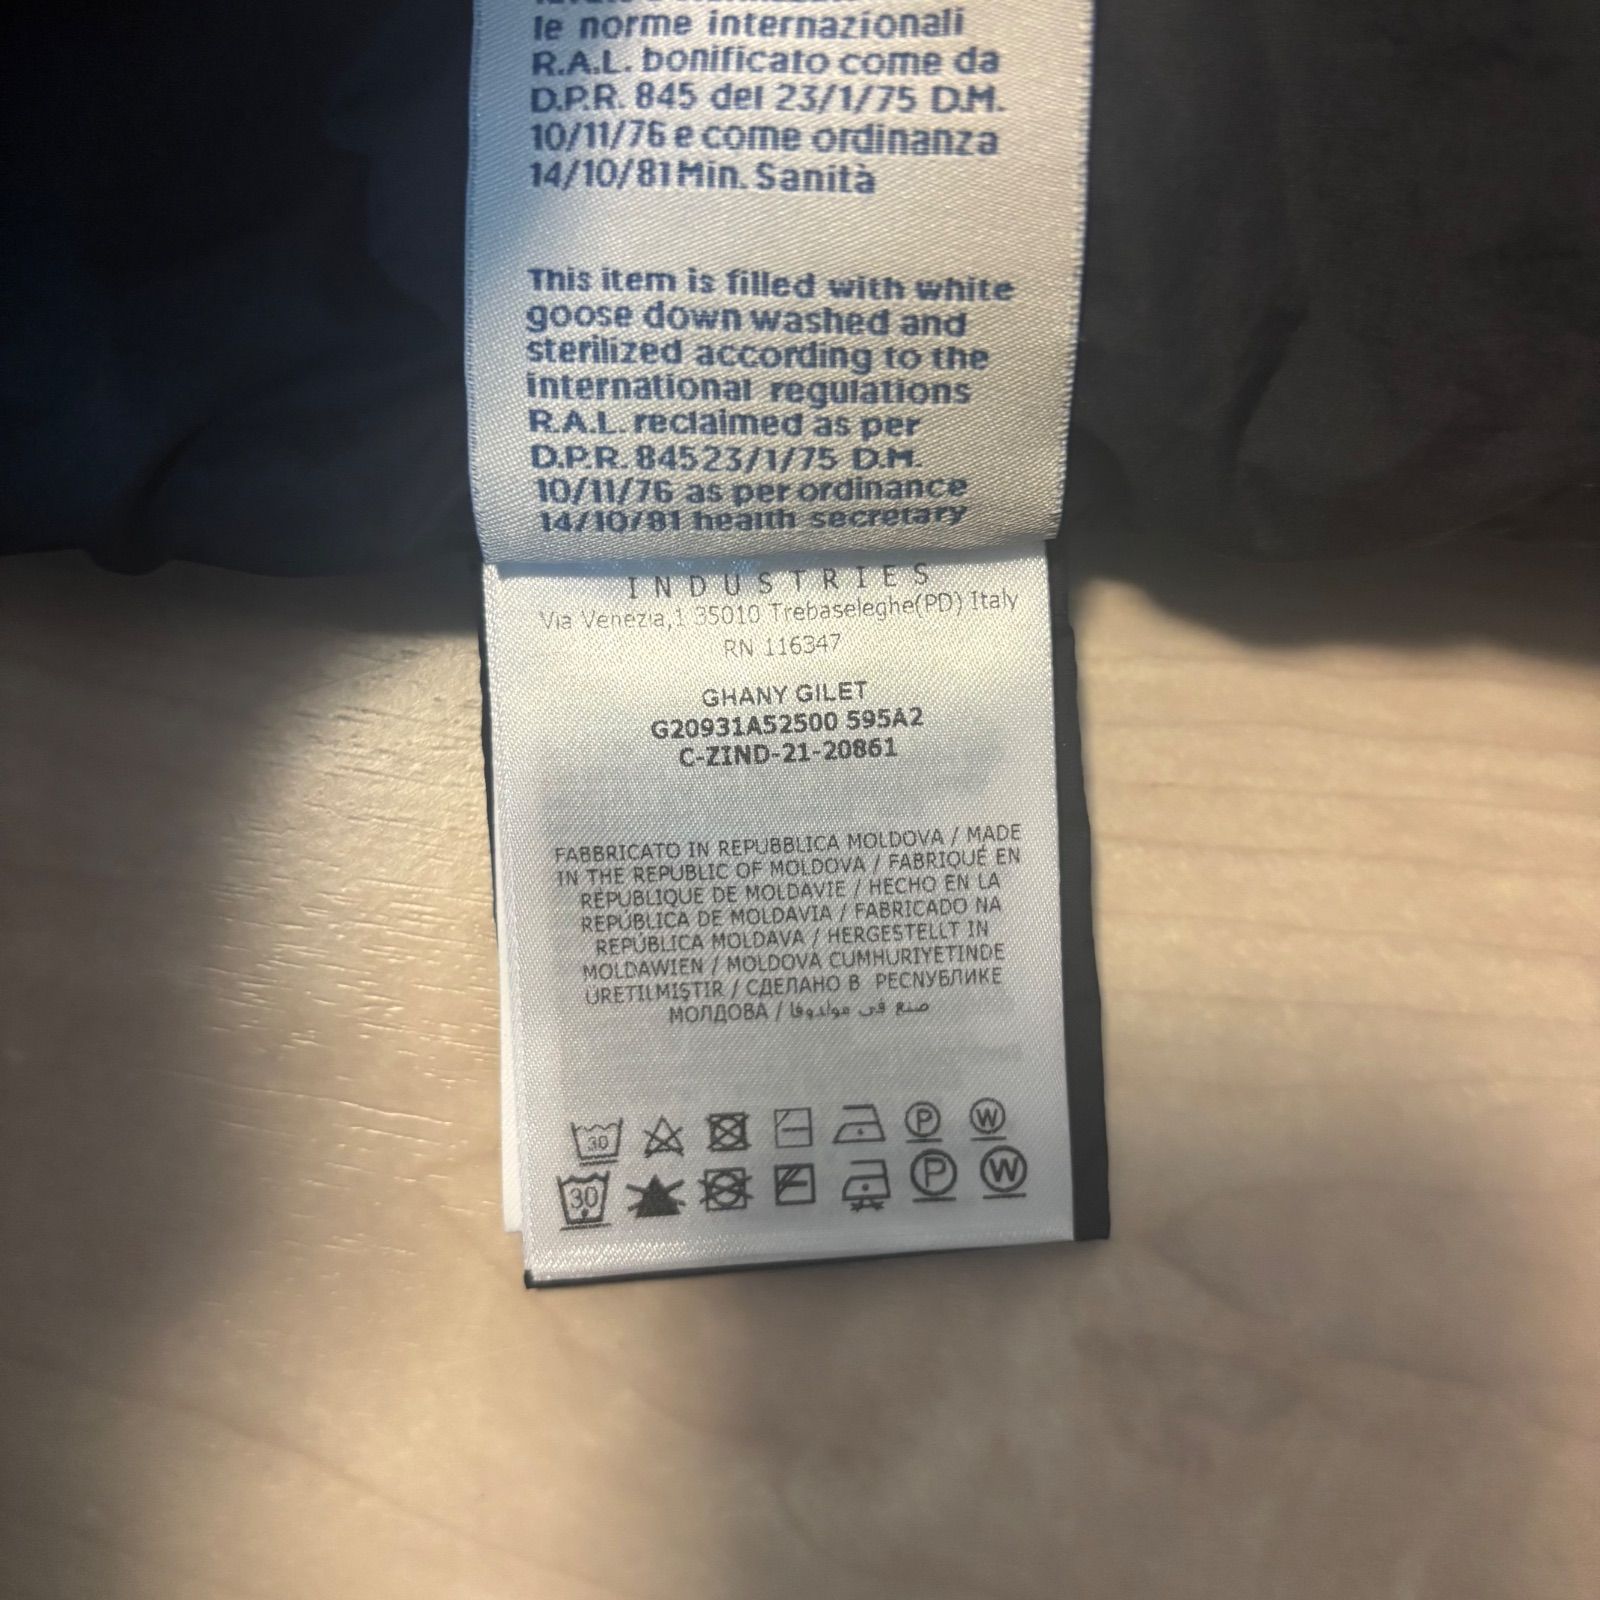 le norme internazionali
R.A.L. bonificato come da
D.P.R. 845 del 23/1/75 D.M.
10/11/76 e come ordinanza
14/10/81 Min. Sanità
This item is filled with white
goose down washed and
sterilized according to the
international regulations
R.A.L. reclaimed as per
D.P.R. 84523/1/75 D.M.
10/11/76 as per ordinance
14/10/81 health secretary
INDUSTRIES
Via Venezia,1 35010 Trebaseleghe(PD) Italy
RN 116347
GHANY GILET
G20931A52500 595A2
C-ZIND-21-20861
FABBRICATO IN REPUBBLICA MOLDOVA / MADE
IN THE REPUBLIC OF MOLDOVA / FABRIQUÉ EN
RÉPUBLIQUE DE MOLDAVIE / HECHO EN LA
REPÚBLICA DE MOLDAVIA / FABRICADO NA
REPÚBLICA MOLDAVA / HERGESTELLT IN
MOLDAWIEN / MOLDOVA CUMHURIYETINDE
ÜRETILMIŞTIR / СДЕЛАНО В РЕСПУБЛИКЕ
МОЛДОВА / صنع في مولدوفا
30 P W
30 P W